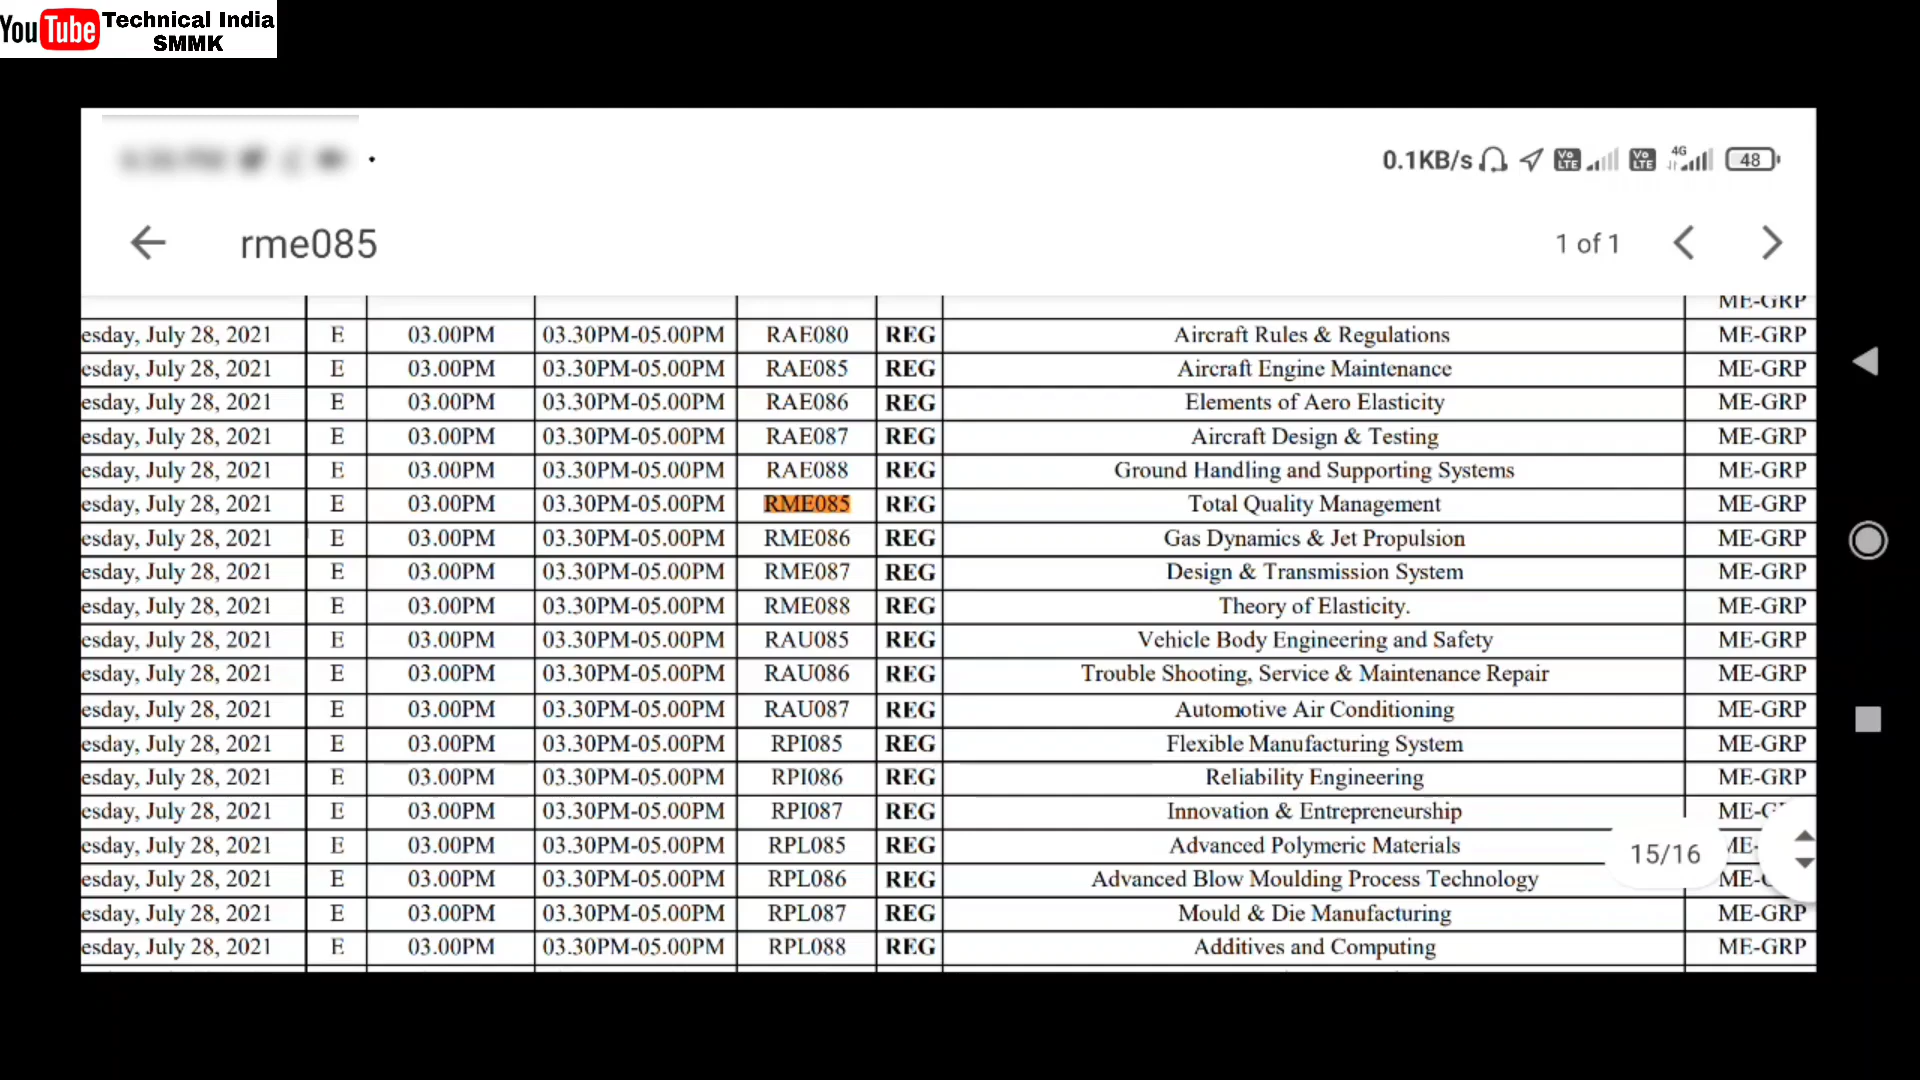 YouTube Technical India
SMMK
0.1KB/s Vo LTE Vo LTE 4G 48
rme085 1 of 1
ME-GRP
esday, July 28, 2021 E 03.00PM 03.30PM-05.00PM RAE080 REG Aircraft Rules & Regulations ME-GRP
esday, July 28, 2021 E 03.00PM 03.30PM-05.00PM RAE085 REG Aircraft Engine Maintenance ME-GRP
esday, July 28, 2021 E 03.00PM 03.30PM-05.00PM RAE086 REG Elements of Aero Elasticity ME-GRP
esday, July 28, 2021 E 03.00PM 03.30PM-05.00PM RAE087 REG Aircraft Design & Testing ME-GRP
esday, July 28, 2021 E 03.00PM 03.30PM-05.00PM RAE088 REG Ground Handling and Supporting Systems ME-GRP
esday, July 28, 2021 E 03.00PM 03.30PM-05.00PM RME085 REG Total Quality Management ME-GRP
esday, July 28, 2021 E 03.00PM 03.30PM-05.00PM RME086 REG Gas Dynamics & Jet Propulsion ME-GRP
esday, July 28, 2021 E 03.00PM 03.30PM-05.00PM RME087 REG Design & Transmission System ME-GRP
esday, July 28, 2021 E 03.00PM 03.30PM-05.00PM RME088 REG Theory of Elasticity. ME-GRP
esday, July 28, 2021 E 03.00PM 03.30PM-05.00PM RAU085 REG Vehicle Body Engineering and Safety ME-GRP
esday, July 28, 2021 E 03.00PM 03.30PM-05.00PM RAU086 REG Trouble Shooting, Service & Maintenance Repair ME-GRP
esday, July 28, 2021 E 03.00PM 03.30PM-05.00PM RAU087 REG Automotive Air Conditioning ME-GRP
esday, July 28, 2021 E 03.00PM 03.30PM-05.00PM RPI085 REG Flexible Manufacturing System ME-GRP
esday, July 28, 2021 E 03.00PM 03.30PM-05.00PM RPI086 REG Reliability Engineering ME-GRP
esday, July 28, 2021 E 03.00PM 03.30PM-05.00PM RPI087 REG Innovation & Entrepreneurship
esday, July 28, 2021 E 03.00PM 03.30PM-05.00PM RPL085 REG Advanced Polymeric Materials 15/16
esday, July 28, 2021 E 03.00PM 03.30PM-05.00PM RPL086 REG Advanced Blow Moulding Process Technology
esday, July 28, 2021 E 03.00PM 03.30PM-05.00PM RPL087 REG Mould & Die Manufacturing ME-GRP
esday, July 28, 2021 E 03.00PM 03.30PM-05.00PM RPL088 REG Additives and Computing ME-GRP